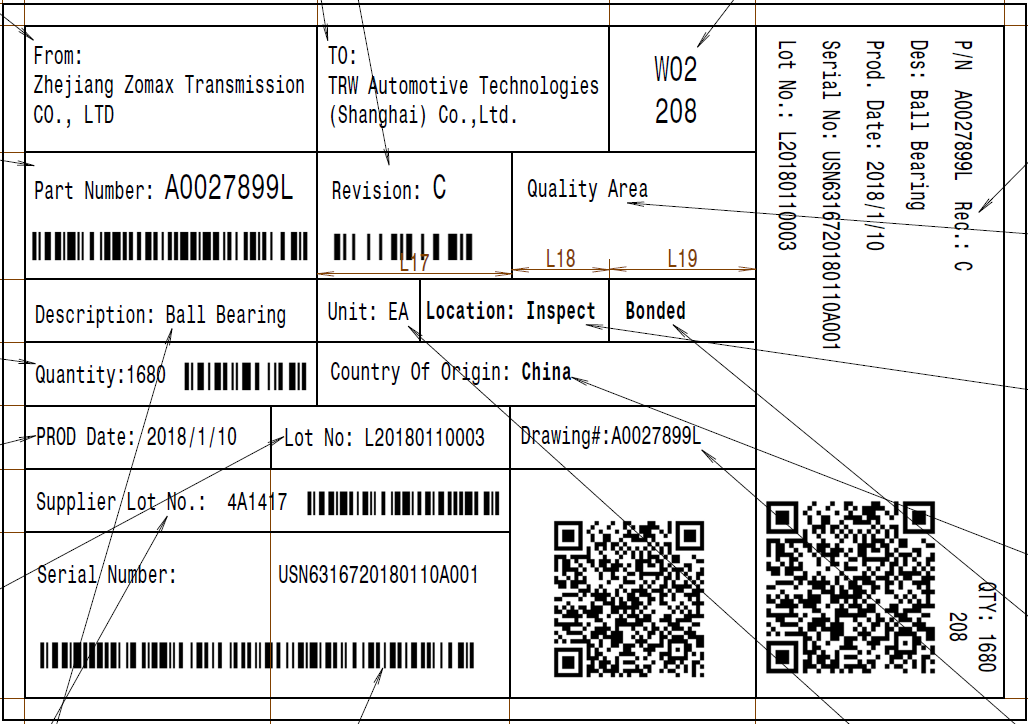 From:
Zhejiang Zomax Transmission
CO., LTD
TO:
TRW Automotive Technologies
(Shanghai) Co.,Ltd.
W02
208
Part Number: A0027899L
Revision: C
Quality Area
L17
L18
L19
Description: Ball Bearing
Unit: EA
Location: Inspect
Bonded
Quantity:1680
Country Of Origin: China
PROD Date: 2018/1/10
Lot No: L20180110003
Drawing#:A0027899L
Supplier Lot No.: 4A1417
Serial Number: USN6316720180110A001
P/N A0027899L Rec.: C
Des: Ball Bearing
Prod. Date: 2018/1/10
Serial No: USN6316720180110A001
Lot No.: L20180110003
QTY: 1680
208